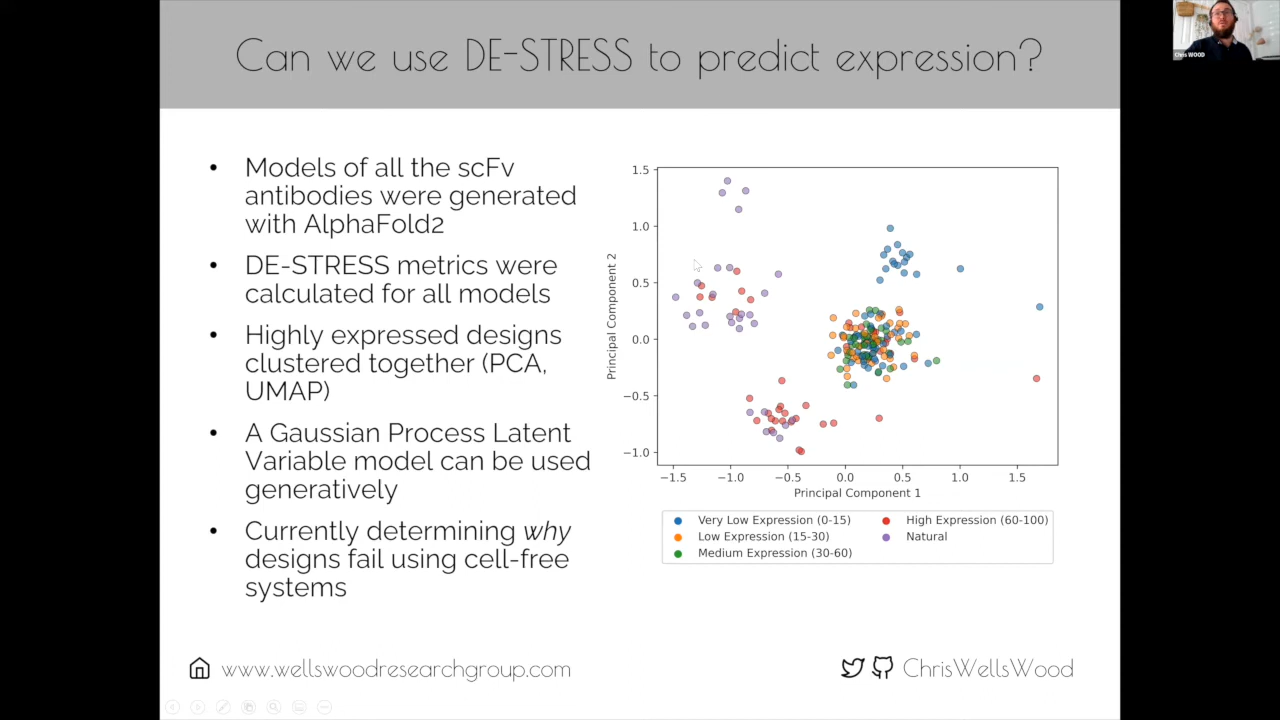 Can we use DE-STRESS to predict expression?
Chris WOOD
• Models of all the scFv
antibodies were generated
with AlphaFold2
• DE-STRESS metrics were
calculated for all models
• Highly expressed designs
clustered together (PCA,
UMAP)
• A Gaussian Process Latent
Variable model can be used
generatively
• Currently determining why
designs fail using cell-free
systems
1.5
1.0
0.5
0.0
−0.5
−1.0
Principal Component 2
−1.5 −1.0 −0.5 0.0 0.5 1.0 1.5
Principal Component 1
Very Low Expression (0-15)
Low Expression (15-30)
Medium Expression (30-60)
High Expression (60-100)
Natural
www.wellswoodresearchgroup.com
ChrisWellsWood